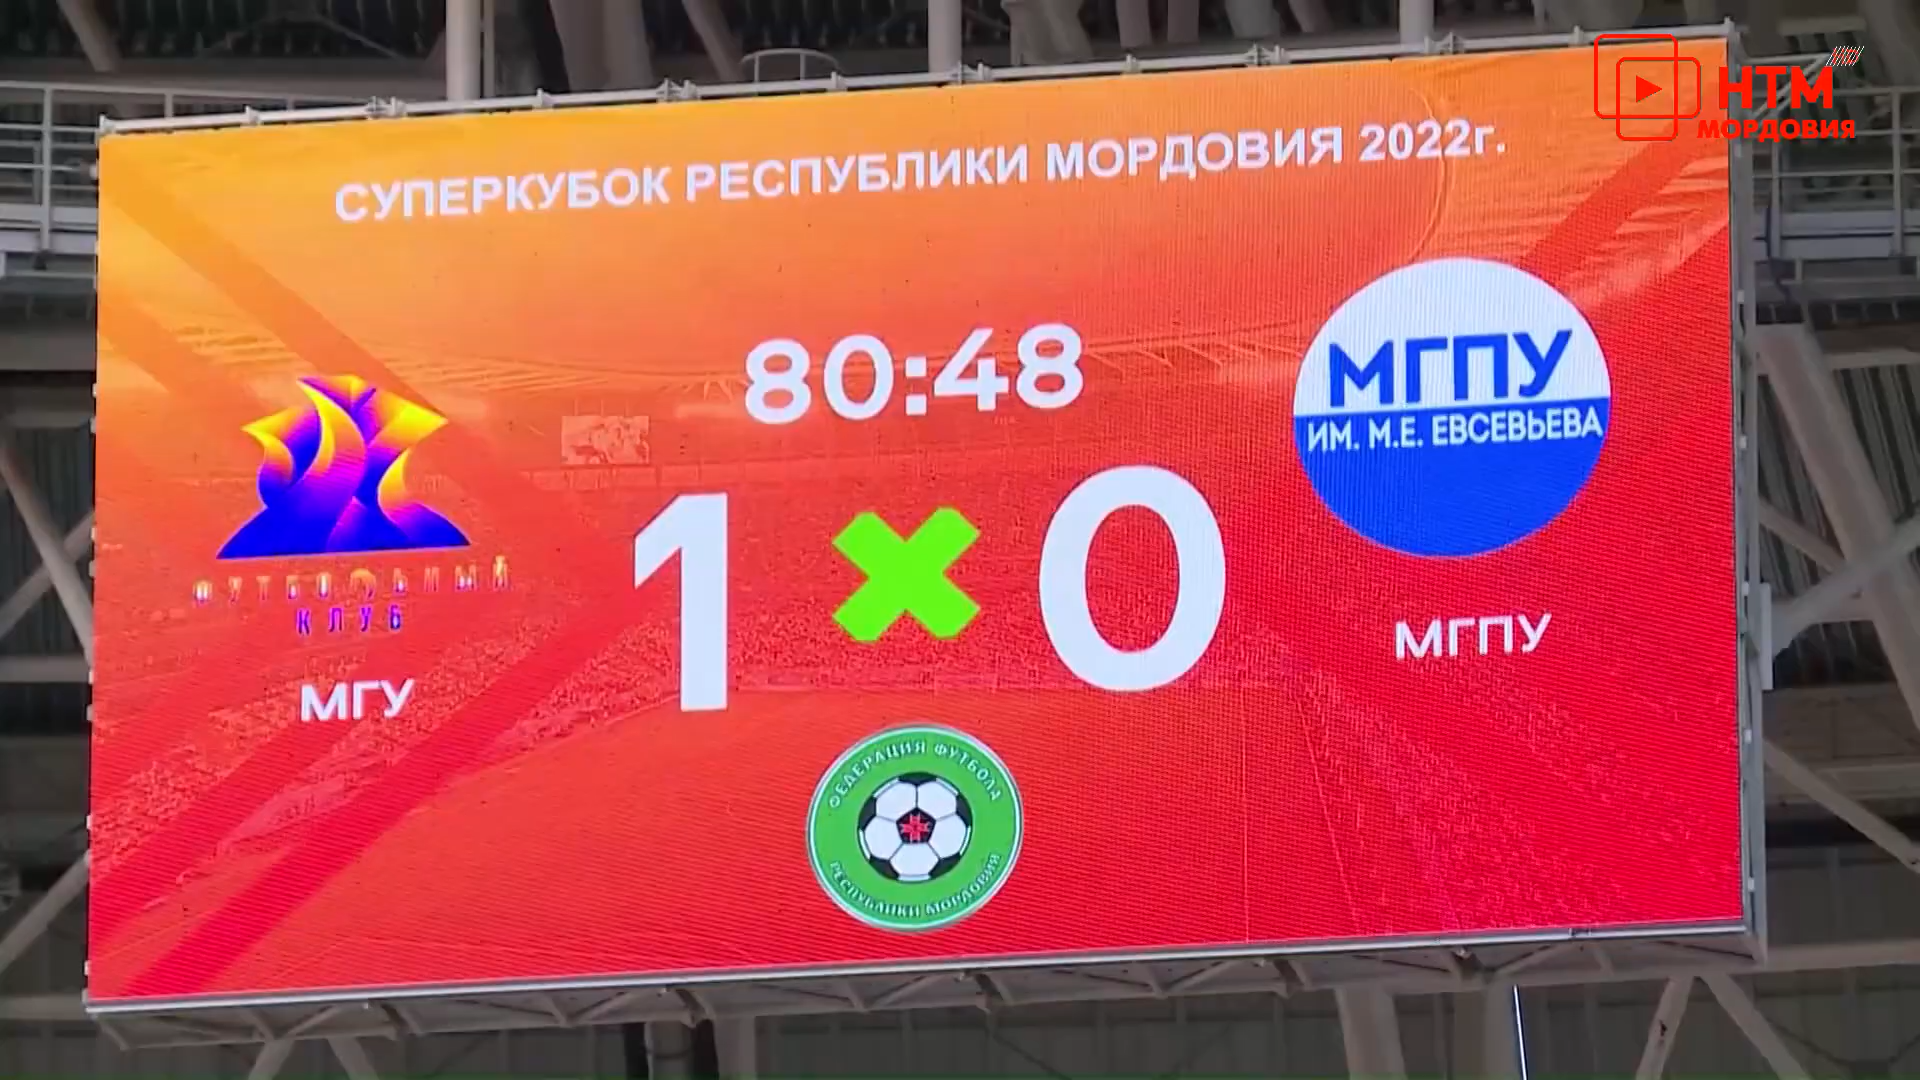 НТМ
МОРДОВИЯ
СУПЕРКУБОК РЕСПУБЛИКИ МОРДОВИЯ 2022г.
80:48
МГПУ
ИМ. М.Е. ЕВСЕВЬЕВА
1 0
ФУТБОЛЬНЫЙ
КЛУБ
МГУ
МГПУ
ФЕДЕРАЦИЯ ФУТБОЛА
РЕСПУБЛИКИ МОРДОВИЯ